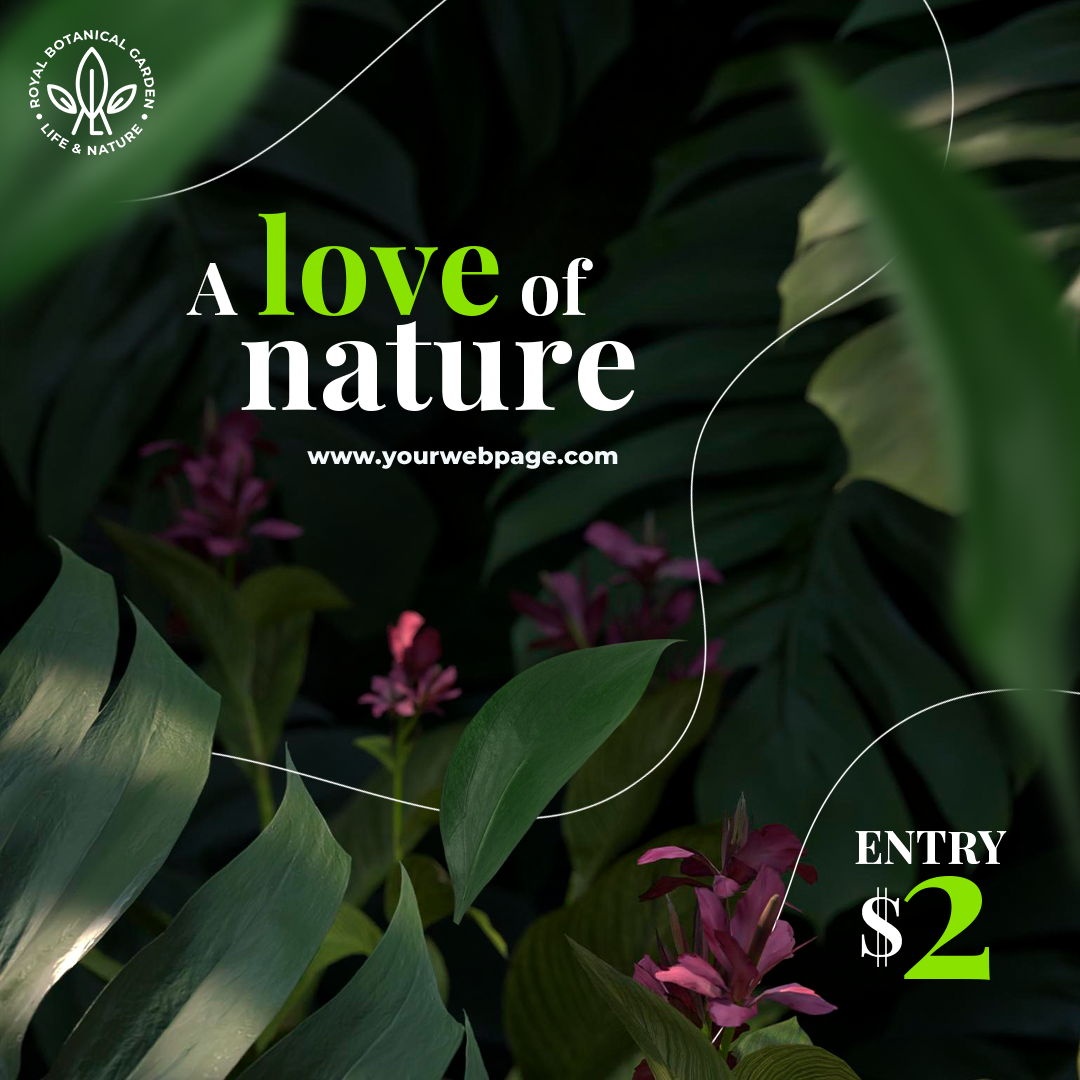 ROYAL BOTANICAL GARDEN
• LIFE & NATURE •
A love of
nature
www.yourwebpage.com
ENTRY
$2